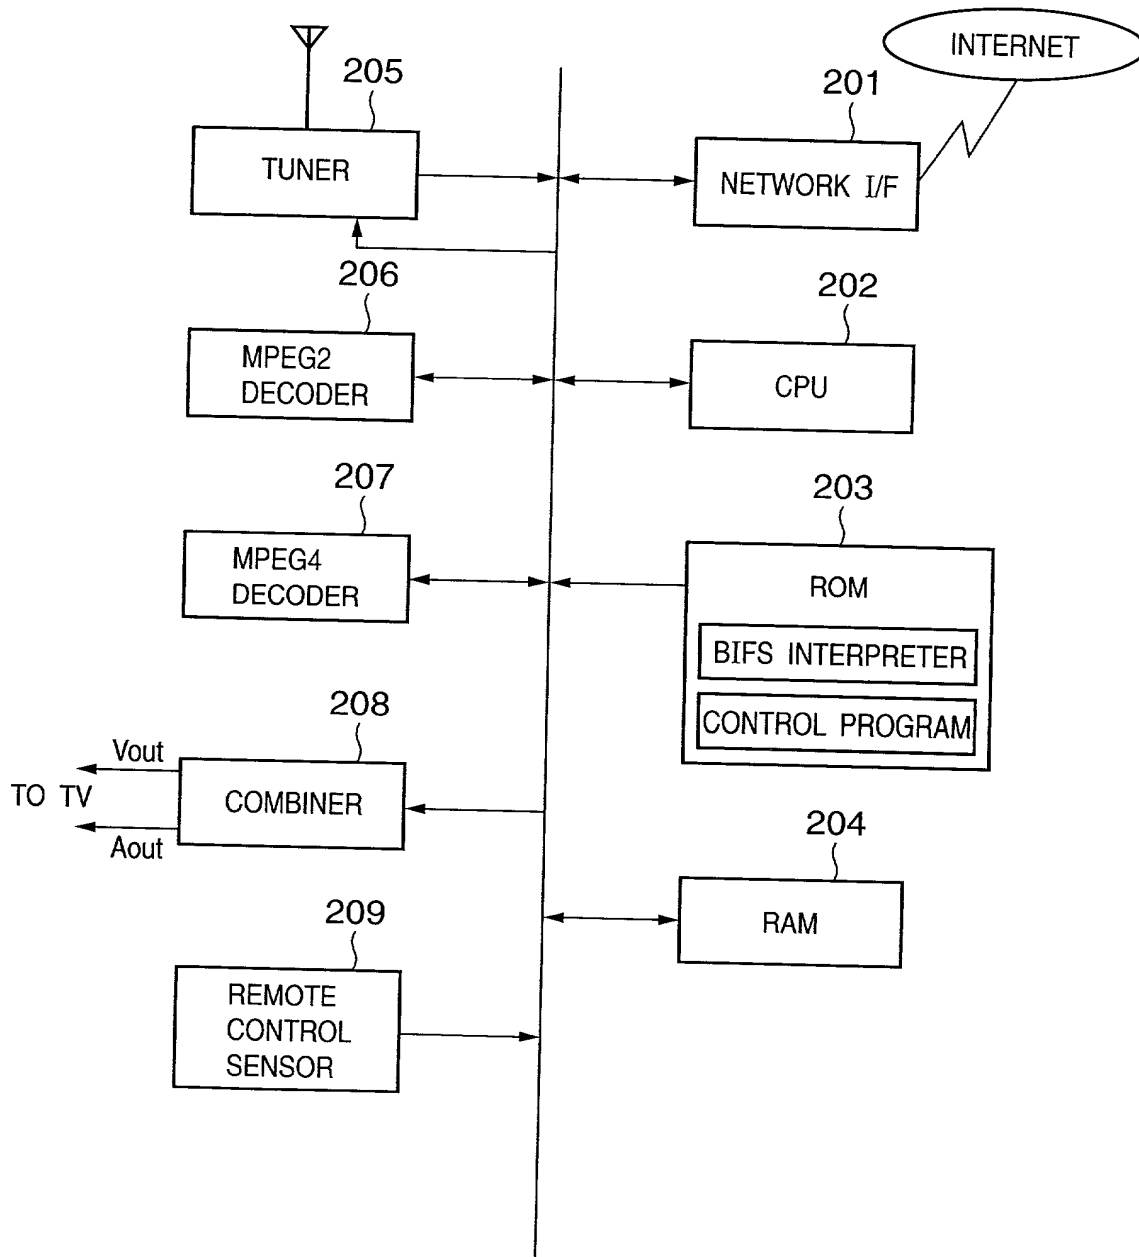 INTERNET
205
TUNER
201
NETWORK I/F
206
MPEG2
DECODER
202
CPU
207
MPEG4
DECODER
203
ROM
BIFS INTERPRETER
CONTROL PROGRAM
208
Vout
TO TV
COMBINER
Aout
204
RAM
209
REMOTE
CONTROL
SENSOR